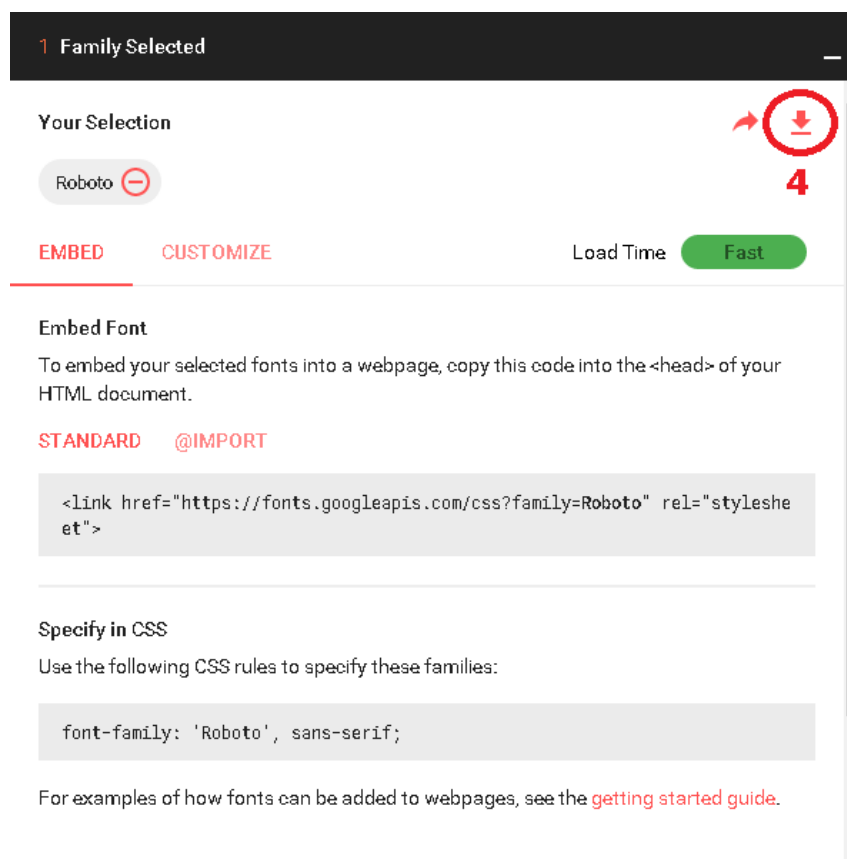 1 Family Selected
Your Selection
4
Roboto
EMBED CUSTOMIZE Load Time Fast
Embed Font
To embed your selected fonts into a webpage, copy this code into the <head> of your
HTML document.
STANDARD @IMPORT
<link href="https://fonts.googleapis.com/css?family=Roboto" rel="styleshe
et">
Specify in CSS
Use the following CSS rules to specify these families:
font-family: 'Roboto', sans-serif;
For examples of how fonts can be added to webpages, see the getting started guide.